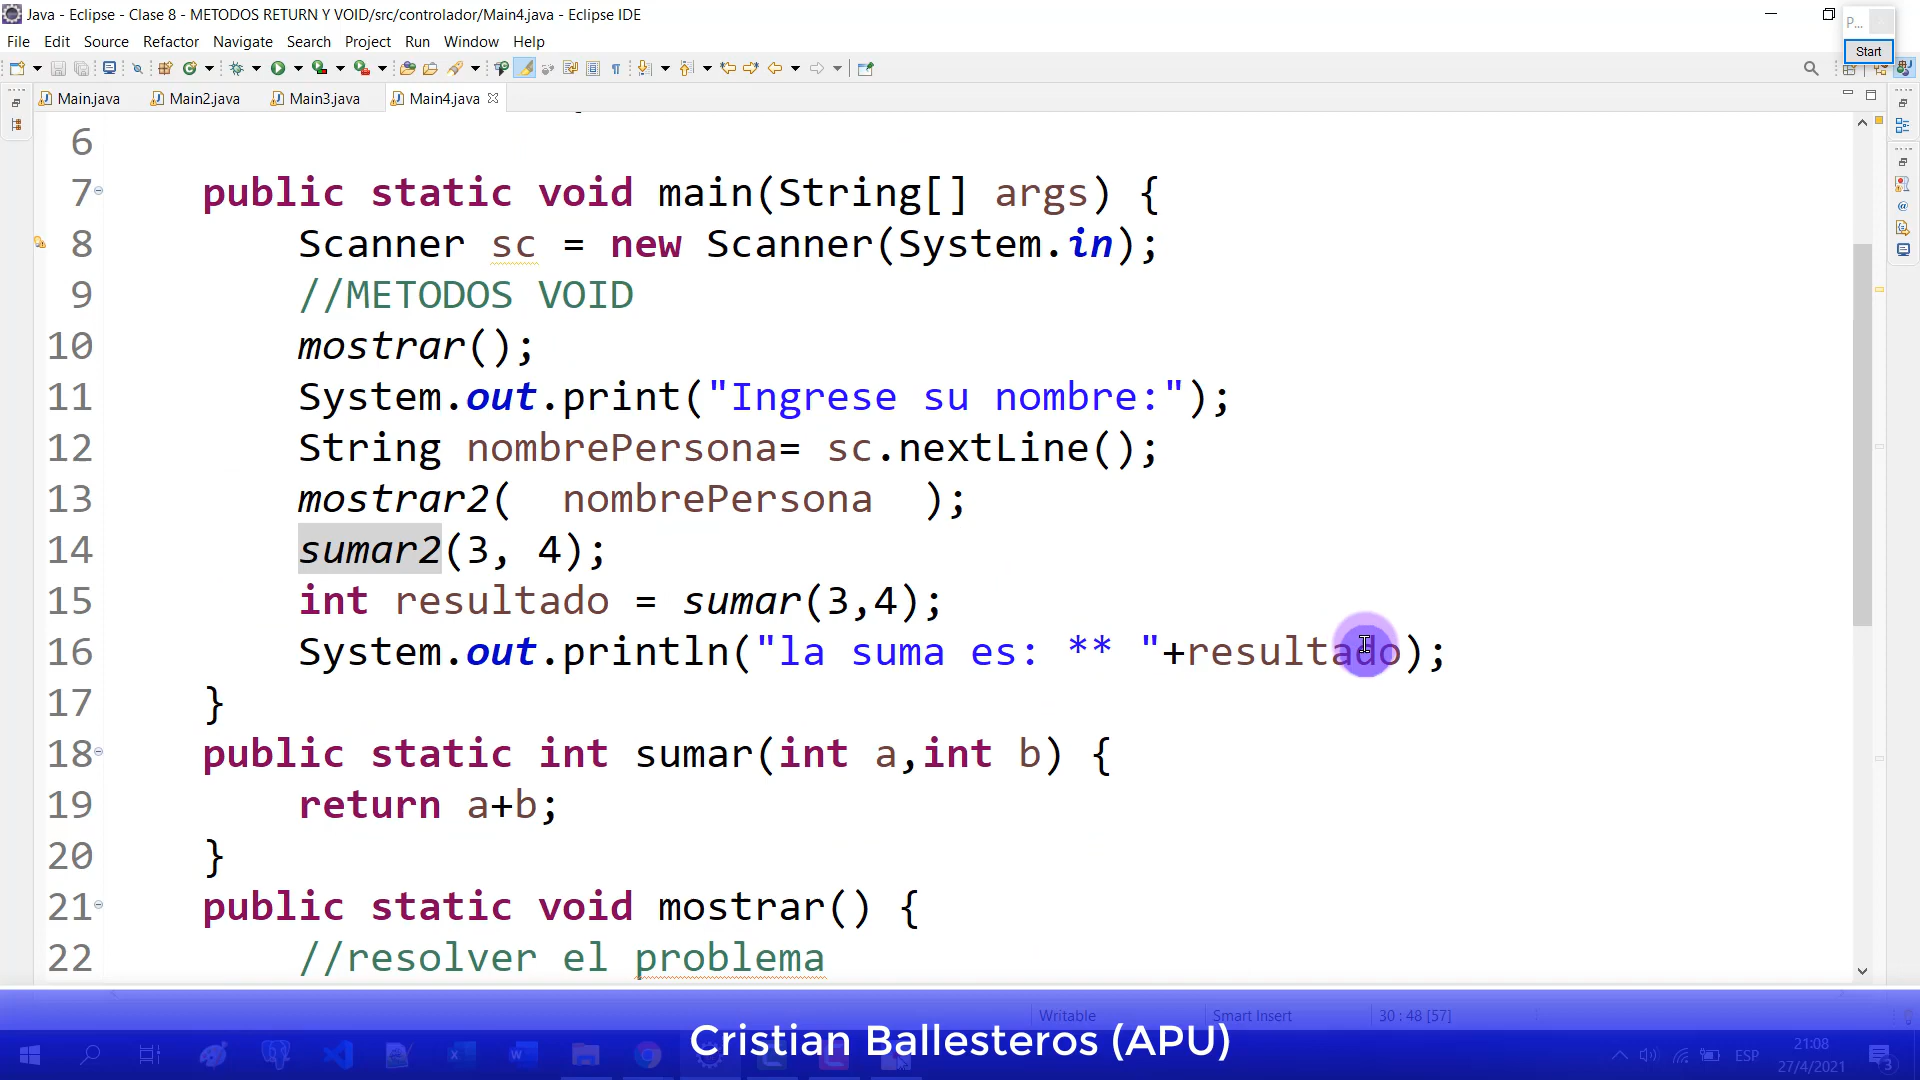 Java - Eclipse - Clase 8 - METODOS RETURN Y VOID/src/controlador/Main4.java - Eclipse IDE
P...
Start
File Edit Source Refactor Navigate Search Project Run Window Help
Main.java Main2.java Main3.java Main4.java
6
7 public static void main(String[] args) {
8 Scanner sc = new Scanner(System.in);
9 //METODOS VOID
10 mostrar();
11 System.out.print("Ingrese su nombre:");
12 String nombrePersona= sc.nextLine();
13 mostrar2( nombrePersona );
14 sumar2(3, 4);
15 int resultado = sumar(3,4);
16 System.out.println("la suma es: ** "+resultado);
17 }
18 public static int sumar(int a,int b) {
19 return a+b;
20 }
21 public static void mostrar() {
22 //resolver el problema
Writable Smart Insert 30 : 48 [57]
Cristian Ballesteros (APU)
ESP
21:08
27/4/2021
3